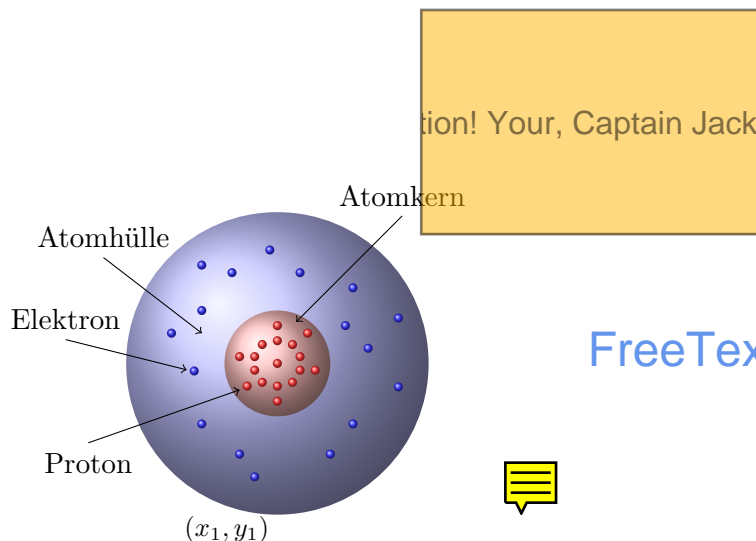 tion! Your, Captain Jack
Atomkern
Atomhülle
Elektron
FreeTex
Proton
(x₁, y₁)